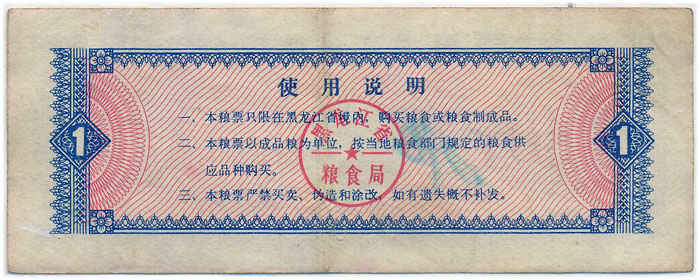 使用说明
一、本粮票只限在黑龙江省境内，购买粮食或粮食制成品。
二、本粮票以成品粮为单位，按当地粮食部门规定的粮食供
应品种购买。
三、本粮票严禁买卖、伪造和涂改，如有遗失概不补发。
1
1
黑龙江省
粮食局